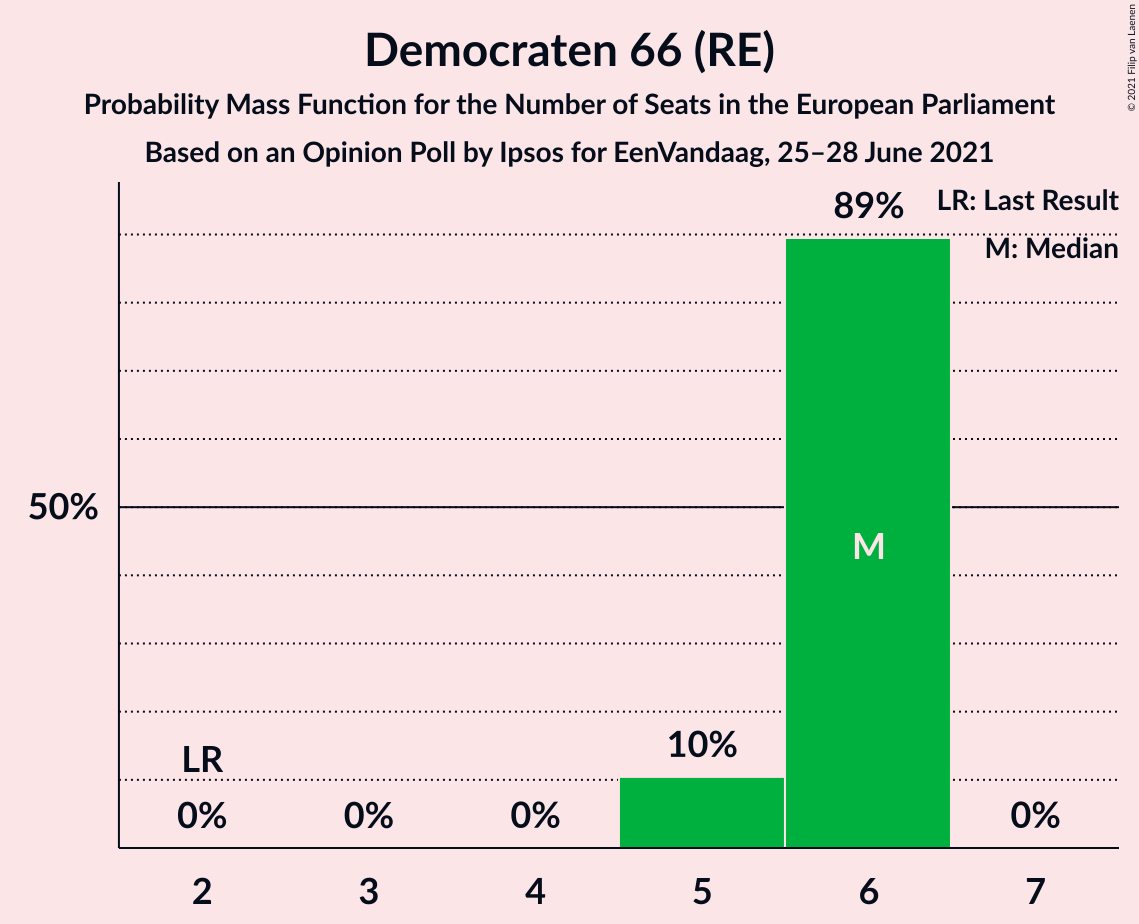 Democraten 66 (RE)
Probability Mass Function for the Number of Seats in the European Parliament
Based on an Opinion Poll by Ipsos for EenVandaag, 25–28 June 2021
© 2021 Filip van Laenen
LR: Last Result
M: Median
89%
50%
M
LR
10%
0% 0% 0% 0%
2 3 4 5 6 7